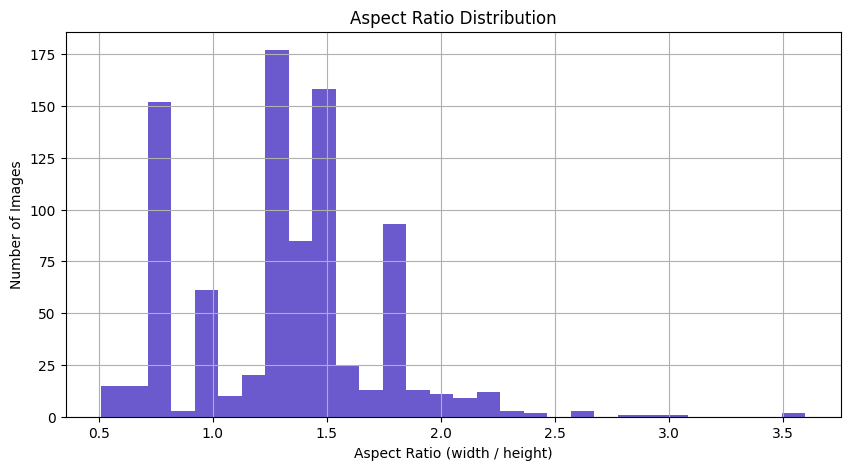 Aspect Ratio Distribution
175
150
125
100
75
50
25
0
Number of Images
0.5 1.0 1.5 2.0 2.5 3.0 3.5
Aspect Ratio (width / height)